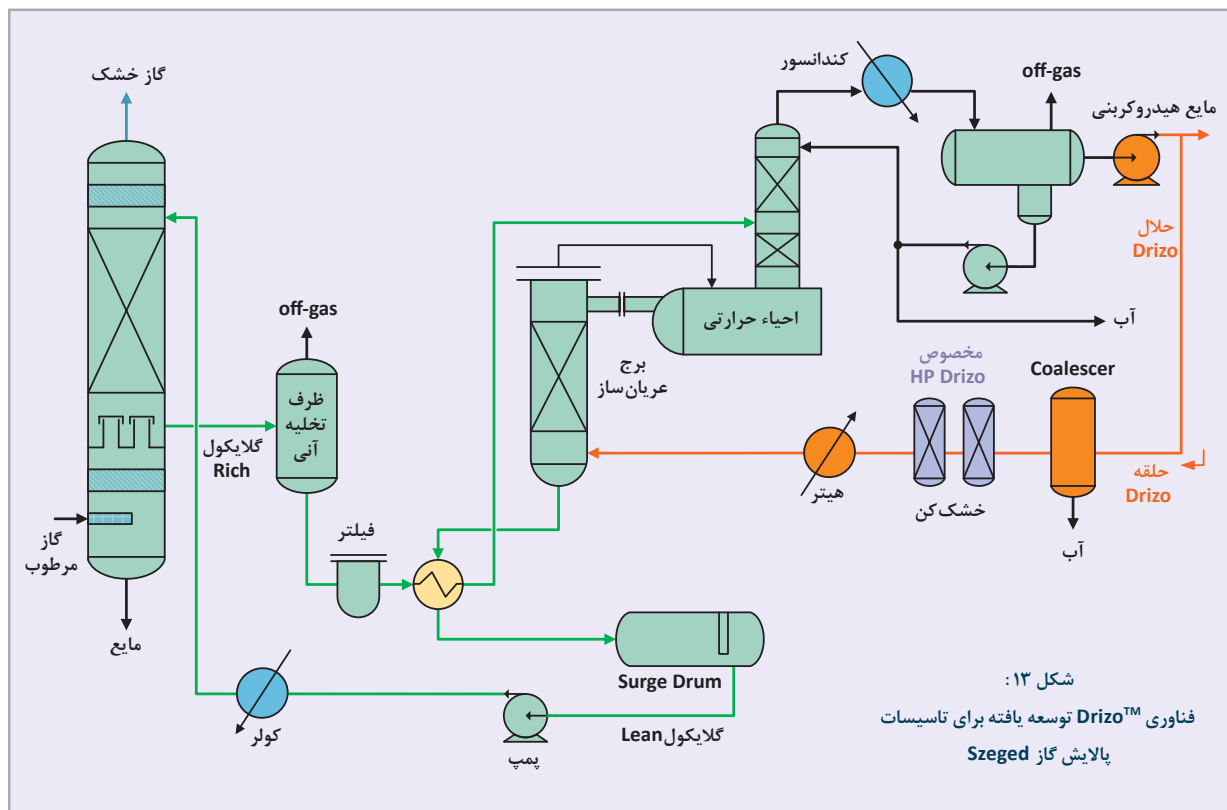 گاز خشک
کندانسور
off-gas
مایع هیدروکربنی
حلال
Drizo
off-gas
احیاء حرارتی
آب
برج
عریان‌ساز
مخصوص
HP Drizo
Coalescer
ظرف
تخلیه
آنی
گلایکول
Rich
هیتر
خشک‌کن
حلقه
Drizo
آب
گاز
مرطوب
فیلتر
مایع
Surge Drum
کولر
پمپ
گلایکول Lean
شکل ۱۳:
فناوری Drizo™ توسعه یافته برای تاسیسات
پالایش گاز Szeged